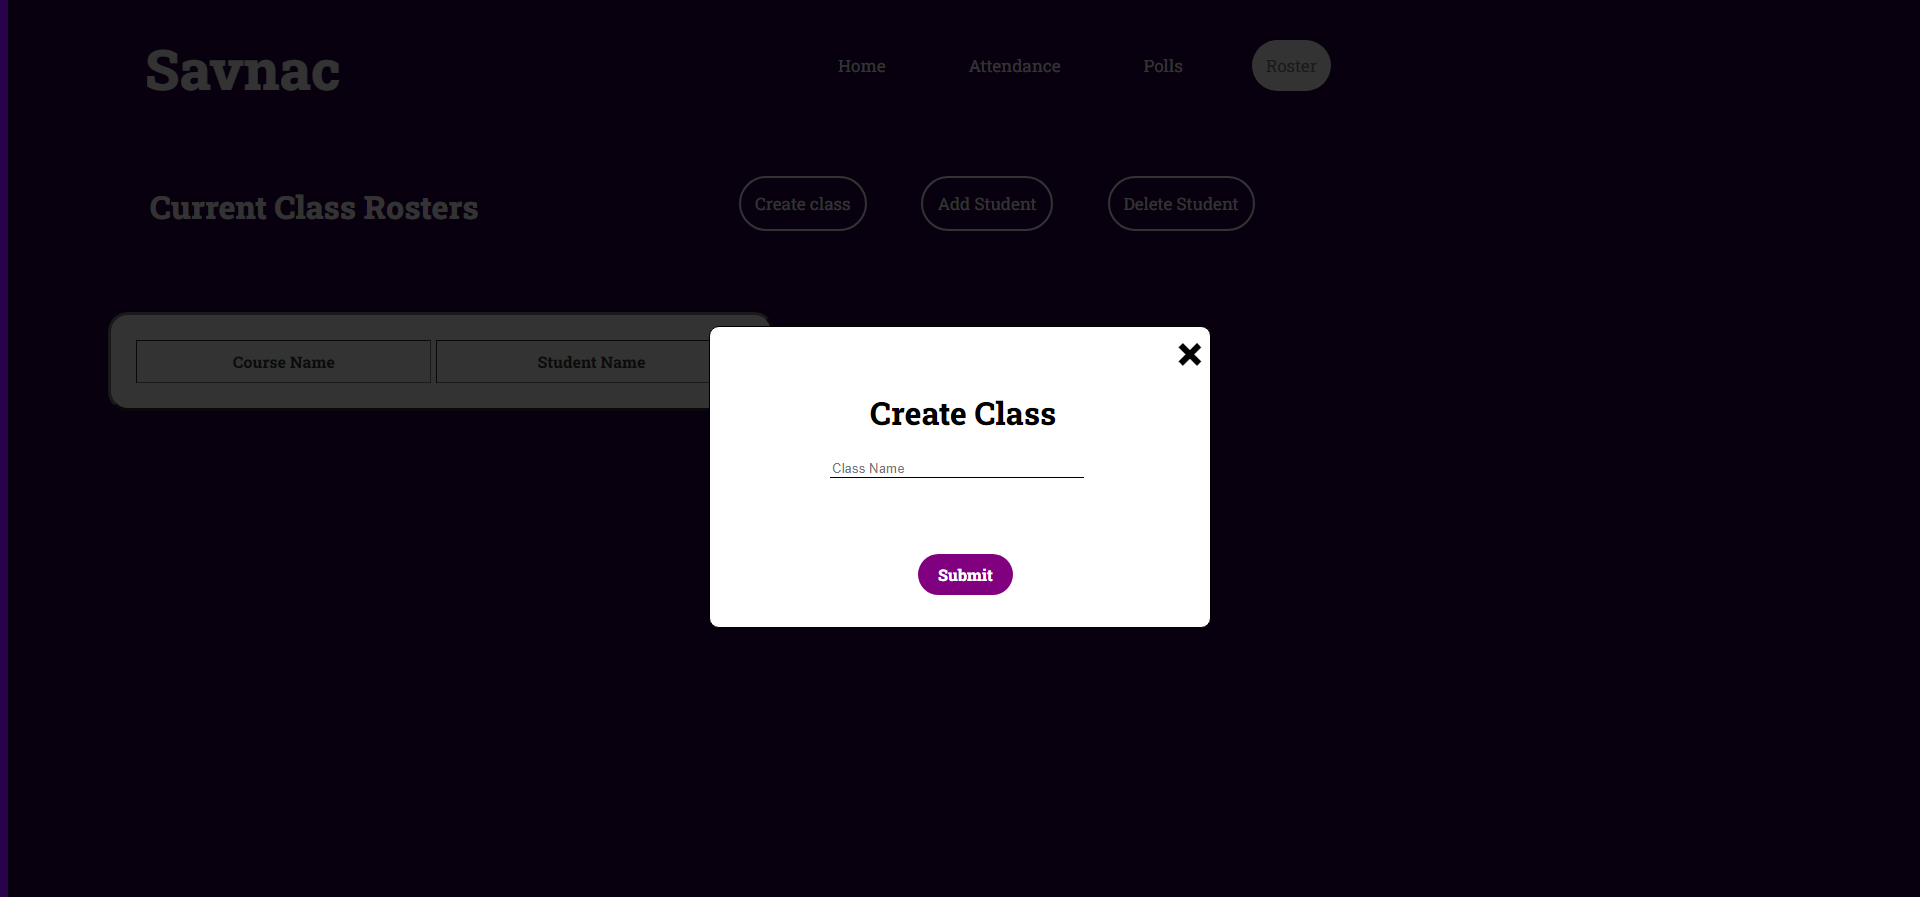 Savnac
Home Attendance Polls Roster
Current Class Rosters
Create class Add Student Delete Student
Course Name Student Name
Create Class
Class Name
Submit